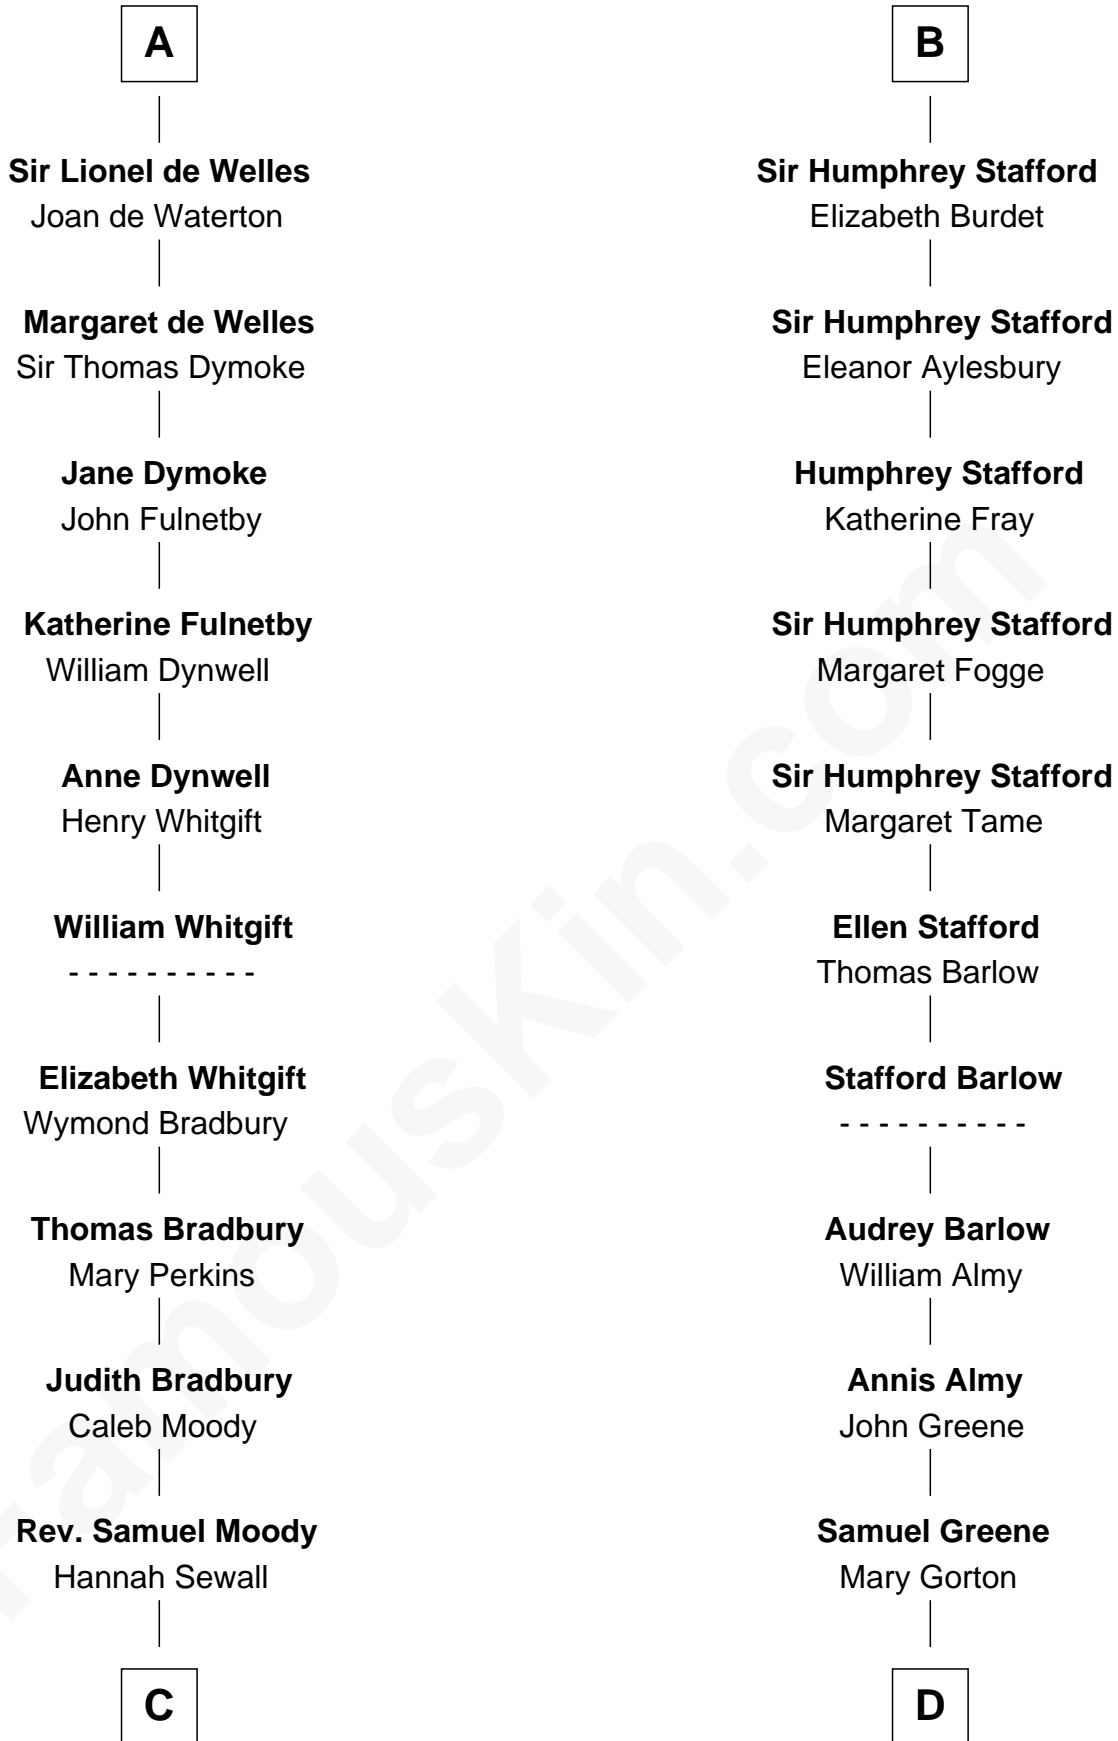 A
Sir Lionel de Welles
Joan de Waterton
Margaret de Welles
Sir Thomas Dymoke
Jane Dymoke
John Fulnetby
Katherine Fulnetby
William Dynwell
Anne Dynwell
Henry Whitgift
William Whitgift
- - - - - - - - - -
Elizabeth Whitgift
Wymond Bradbury
Thomas Bradbury
Mary Perkins
Judith Bradbury
Caleb Moody
Rev. Samuel Moody
Hannah Sewall
C
B
Sir Humphrey Stafford
Elizabeth Burdet
Sir Humphrey Stafford
Eleanor Aylesbury
Humphrey Stafford
Katherine Fray
Sir Humphrey Stafford
Margaret Fogge
Sir Humphrey Stafford
Margaret Tame
Ellen Stafford
Thomas Barlow
Stafford Barlow
- - - - - - - - - -
Audrey Barlow
William Almy
Annis Almy
John Greene
Samuel Greene
Mary Gorton
D
FamousKin.com